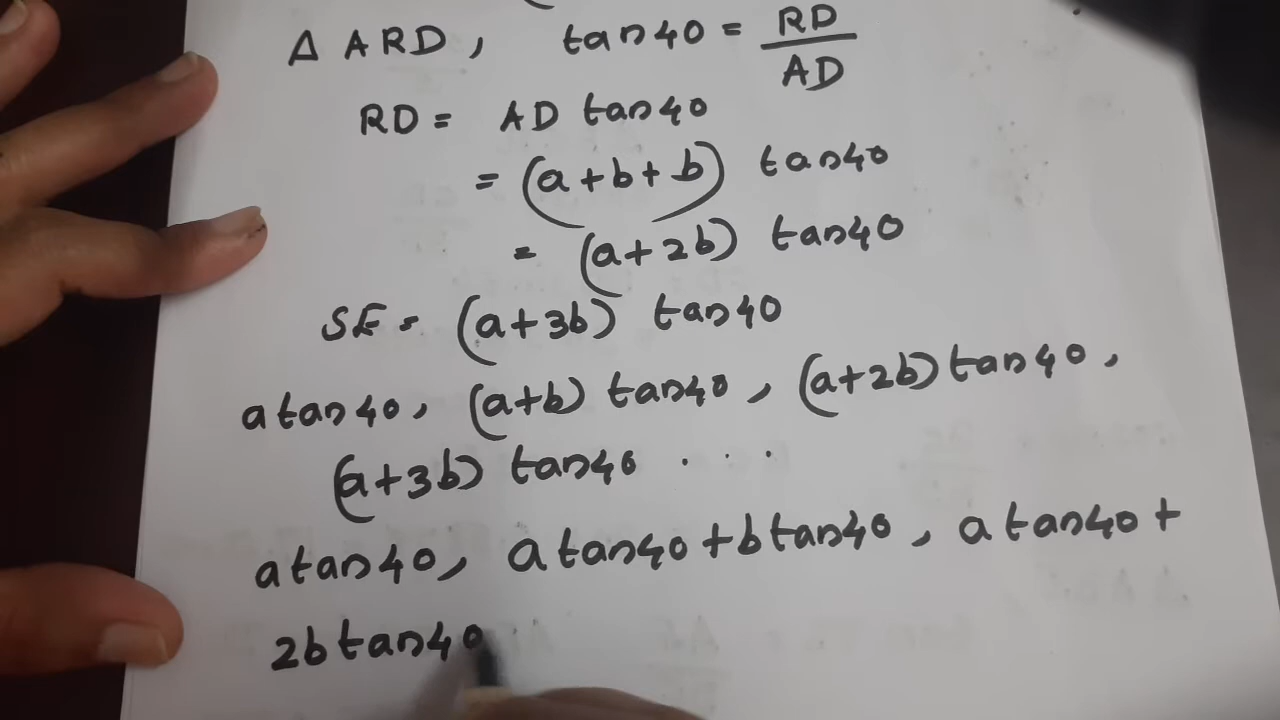 Δ ARD, tan40 = RD/AD
RD = AD tan40
= (a+b+b) tan40
= (a+2b) tan40
SE = (a+3b) tan40
a tan40, (a+b) tan40, (a+2b) tan40,
(a+3b) tan40 . . .
a tan40, a tan40 + b tan40, a tan40 +
2b tan40